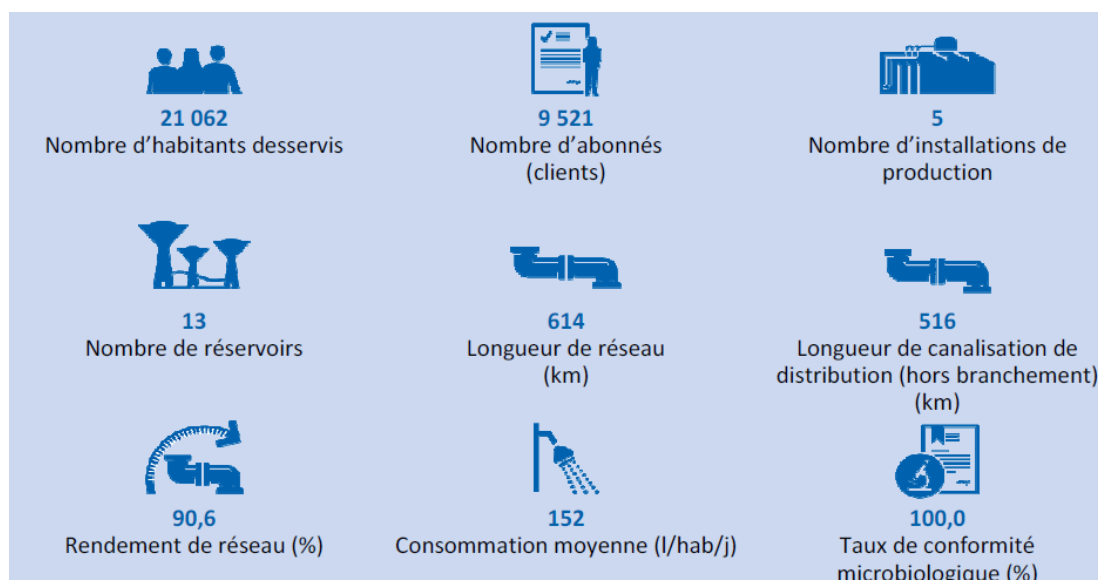 21 062
Nombre d’habitants desservis
9 521
Nombre d’abonnés
(clients)
5
Nombre d’installations de
production
13
Nombre de réservoirs
614
Longueur de réseau
(km)
516
Longueur de canalisation de
distribution (hors branchement)
(km)
90,6
Rendement de réseau (%)
152
Consommation moyenne (l/hab/j)
100,0
Taux de conformité
microbiologique (%)